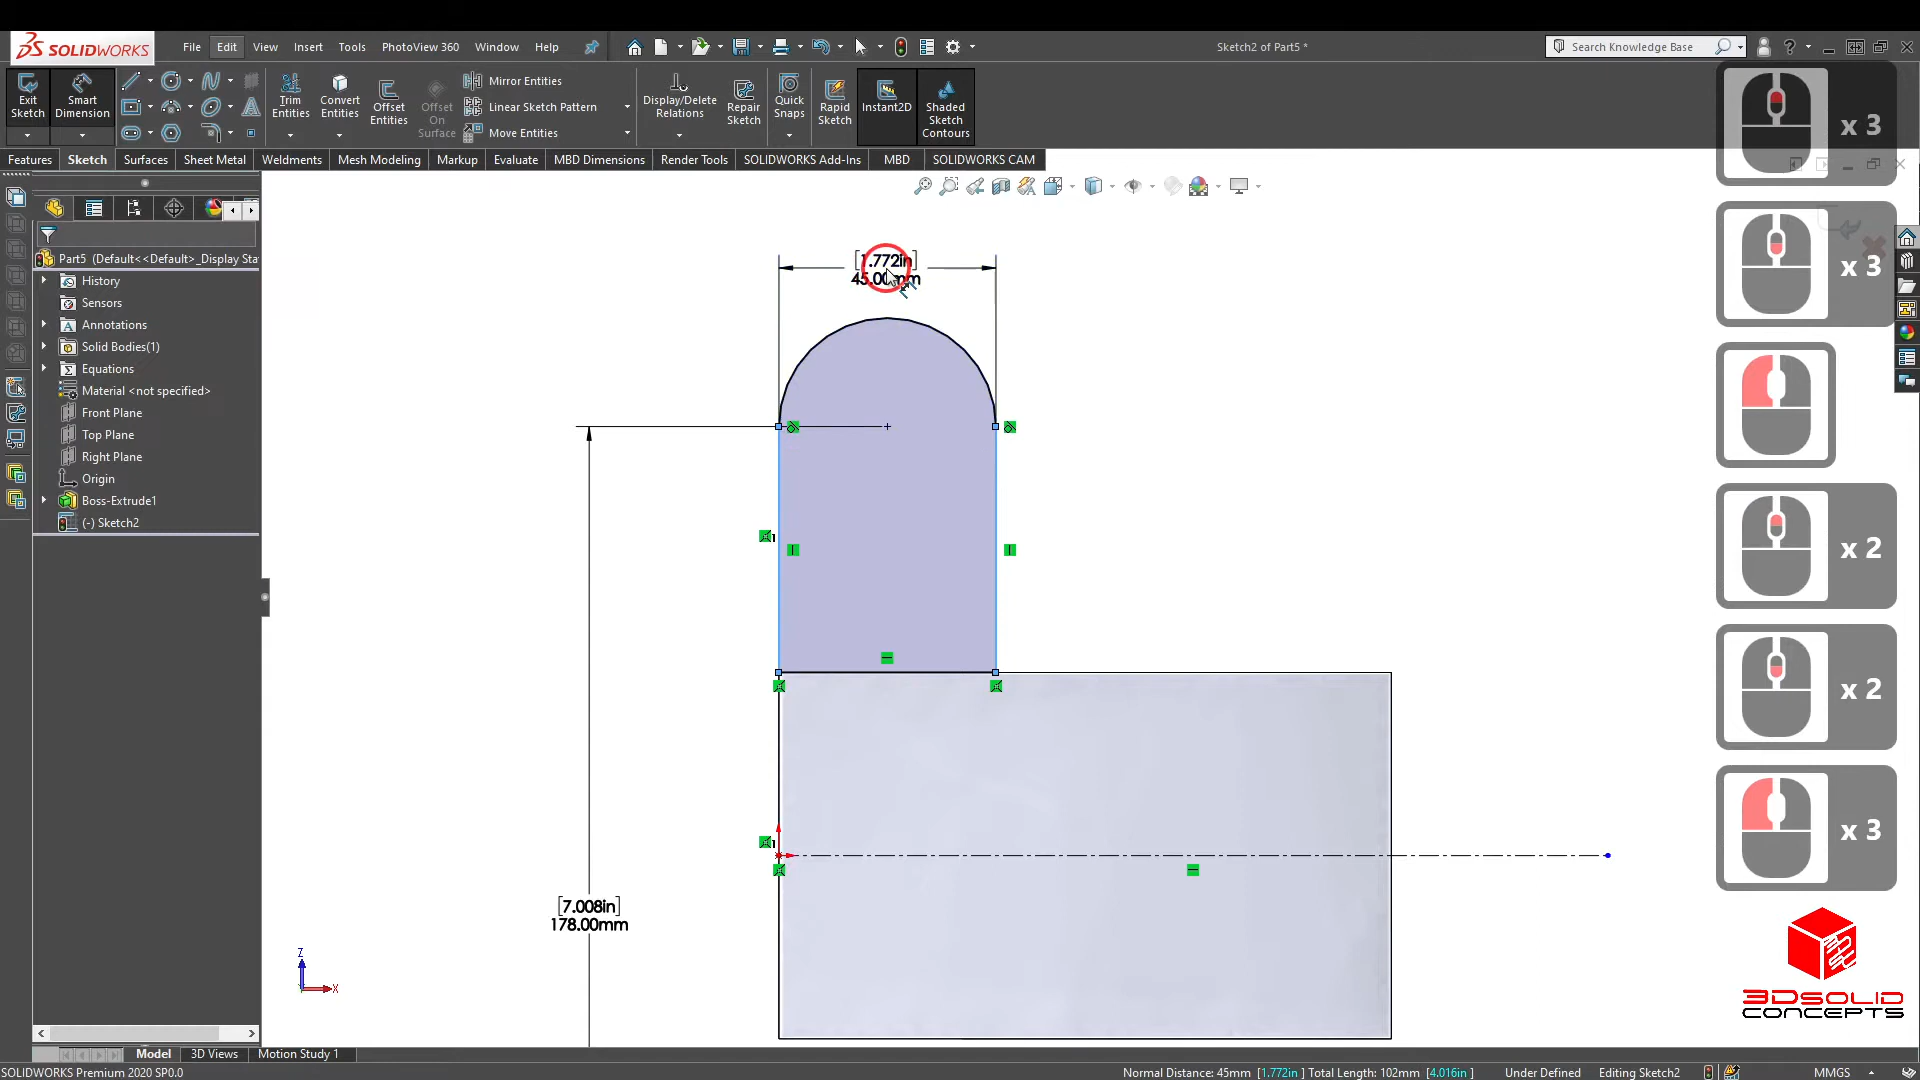 SOLIDWORKS
File Edit View Insert Tools PhotoView 360 Window Help
Sketch2 of Part5 *
Search Knowledge Base
Exit Sketch
Smart Dimension
Trim Entities
Convert Entities
Offset Entities
Offset On Surface
Mirror Entities
Linear Sketch Pattern
Move Entities
Display/Delete Relations
Repair Sketch
Quick Snaps
Rapid Sketch
Instant2D
Shaded Sketch Contours
Features Sketch Surfaces Sheet Metal Weldments Mesh Modeling Markup Evaluate MBD Dimensions Render Tools SOLIDWORKS Add-Ins MBD SOLIDWORKS CAM
Part5 (Default<<Default>_Display Sta
History
Sensors
Annotations
Solid Bodies(1)
Equations
Material <not specified>
Front Plane
Top Plane
Right Plane
Origin
Boss-Extrude1
(-) Sketch2
[1.772in]
45.00mm
1
1
[7.008in]
178.00mm
Z
X
x 3
x 3
x 2
x 2
x 3
3DSOLID
CONCEPTS
Model 3D Views Motion Study 1
SOLIDWORKS Premium 2020 SP0.0
Normal Distance: 45mm [1.772in ] Total Length: 102mm [4.016in ] Under Defined Editing Sketch2 MMGS